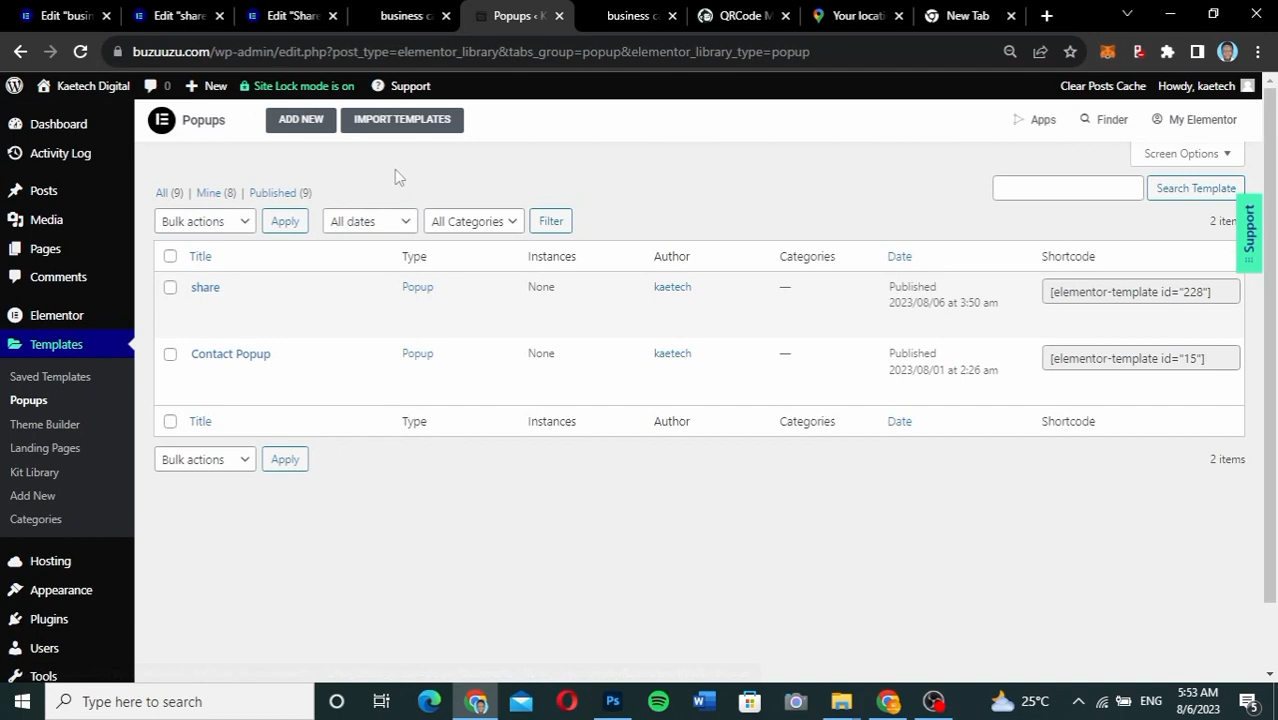 Edit "busin
Edit "share
Edit "Share
business ca
Popups ‹ K
business ca
QRCode M
Your locati
New Tab
buzuuzu.com/wp-admin/edit.php?post_type=elementor_library&tabs_group=popup&elementor_library_type=popup
Kaetech Digital
0
New
Site Lock mode is on
Support
Clear Posts Cache
Howdy, kaetech
Dashboard
Activity Log
Posts
Media
Pages
Comments
Elementor
Templates
Saved Templates
Popups
Theme Builder
Landing Pages
Kit Library
Add New
Categories
Hosting
Appearance
Plugins
Users
Tools
Popups
ADD NEW
IMPORT TEMPLATES
Apps
Finder
My Elementor
Screen Options
All (9) | Mine (8) | Published (9)
Search Template
Bulk actions
Apply
All dates
All Categories
Filter
2 item
Support
Title Type Instances Author Categories Date Shortcode
share Popup None kaetech — Published
2023/08/06 at 3:50 am
[elementor-template id="228"]
Contact Popup Popup None kaetech — Published
2023/08/01 at 2:26 am
[elementor-template id="15"]
Title Type Instances Author Categories Date Shortcode
Bulk actions
Apply
2 items
Type here to search
25°C
ENG
5:53 AM
8/6/2023
5